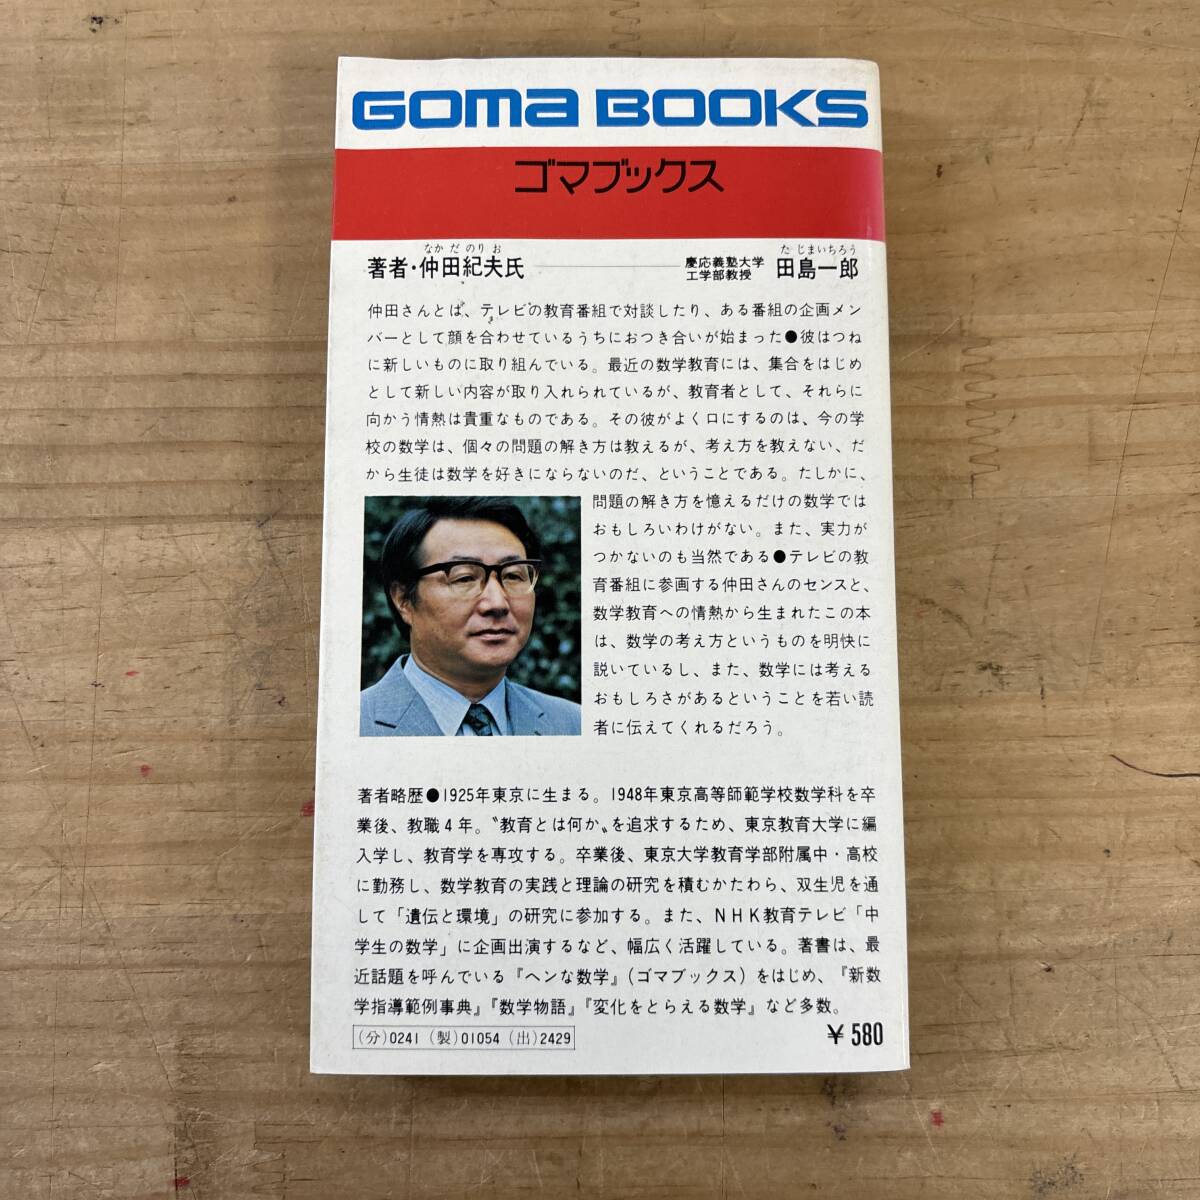 GOMA BOOKS
ゴマブックス
なかだのりお
著者・仲田紀夫氏
慶応義塾大学
工学部教授
たじまいちろう
田島一郎
仲田さんとは、テレビの教育番組で対談したり、ある番組の企画メン
バーとして顔を合わせているうちにおつき合いが始まった●彼はつね
に新しいものに取り組んでいる。最近の数学教育には、集合をはじめ
として新しい内容が取り入れられているが、教育者として、それらに
向かう情熱は貴重なものである。その彼がよく口にするのは、今の学
校の数学は、個々の問題の解き方は教えるが、考え方を教えない、だ
から生徒は数学を好きにならないのだ、ということである。たしかに、
問題の解き方を憶えるだけの数学では
おもしろいわけがない。また、実力が
つかないのも当然である●テレビの教
育番組に参画する仲田さんのセンスと、
数学教育への情熱から生まれたこの本
は、数学の考え方というものを明快に
説いているし、また、数学には考える
おもしろさがあるということを若い読
者に伝えてくれるだろう。
著者略歴●1925年東京に生まる。1948年東京高等師範学校数学科を卒
業後、教職4年。〝教育とは何か〟を追求するため、東京教育大学に編
入学し、教育学を専攻する。卒業後、東京大学教育学部附属中・高校
に勤務し、数学教育の実践と理論の研究を積むかたわら、双生児を通
して「遺伝と環境」の研究に参加する。また、NHK教育テレビ「中
学生の数学」に企画出演するなど、幅広く活躍している。著書は、最
近話題を呼んでいる『ヘンな数学』(ゴマブックス)をはじめ、『新数
学指導範例事典』『数学物語』『変化をとらえる数学』など多数。
(分)0241 (製)01054 (出)2429
¥580